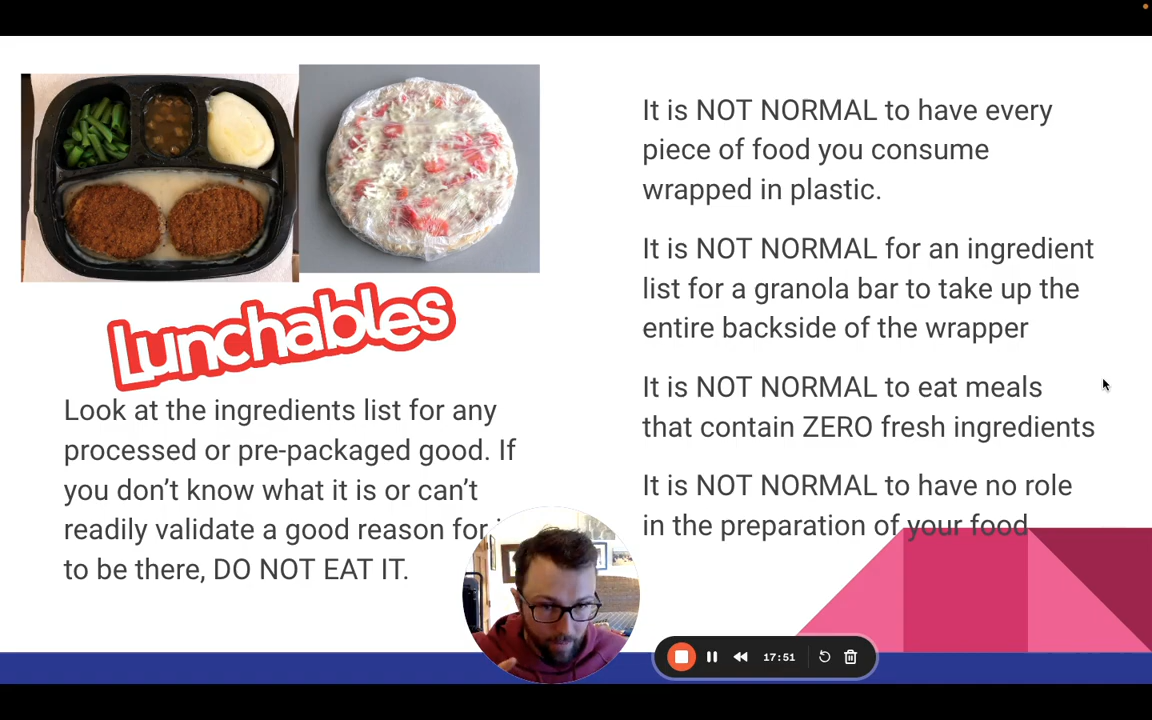 Lunchables
Look at the ingredients list for any
processed or pre-packaged good. If
you don’t know what it is or can’t
readily validate a good reason for
to be there, DO NOT EAT IT.
It is NOT NORMAL to have every
piece of food you consume
wrapped in plastic.
It is NOT NORMAL for an ingredient
list for a granola bar to take up the
entire backside of the wrapper
It is NOT NORMAL to eat meals
that contain ZERO fresh ingredients
It is NOT NORMAL to have no role
in the preparation of your food
17:51